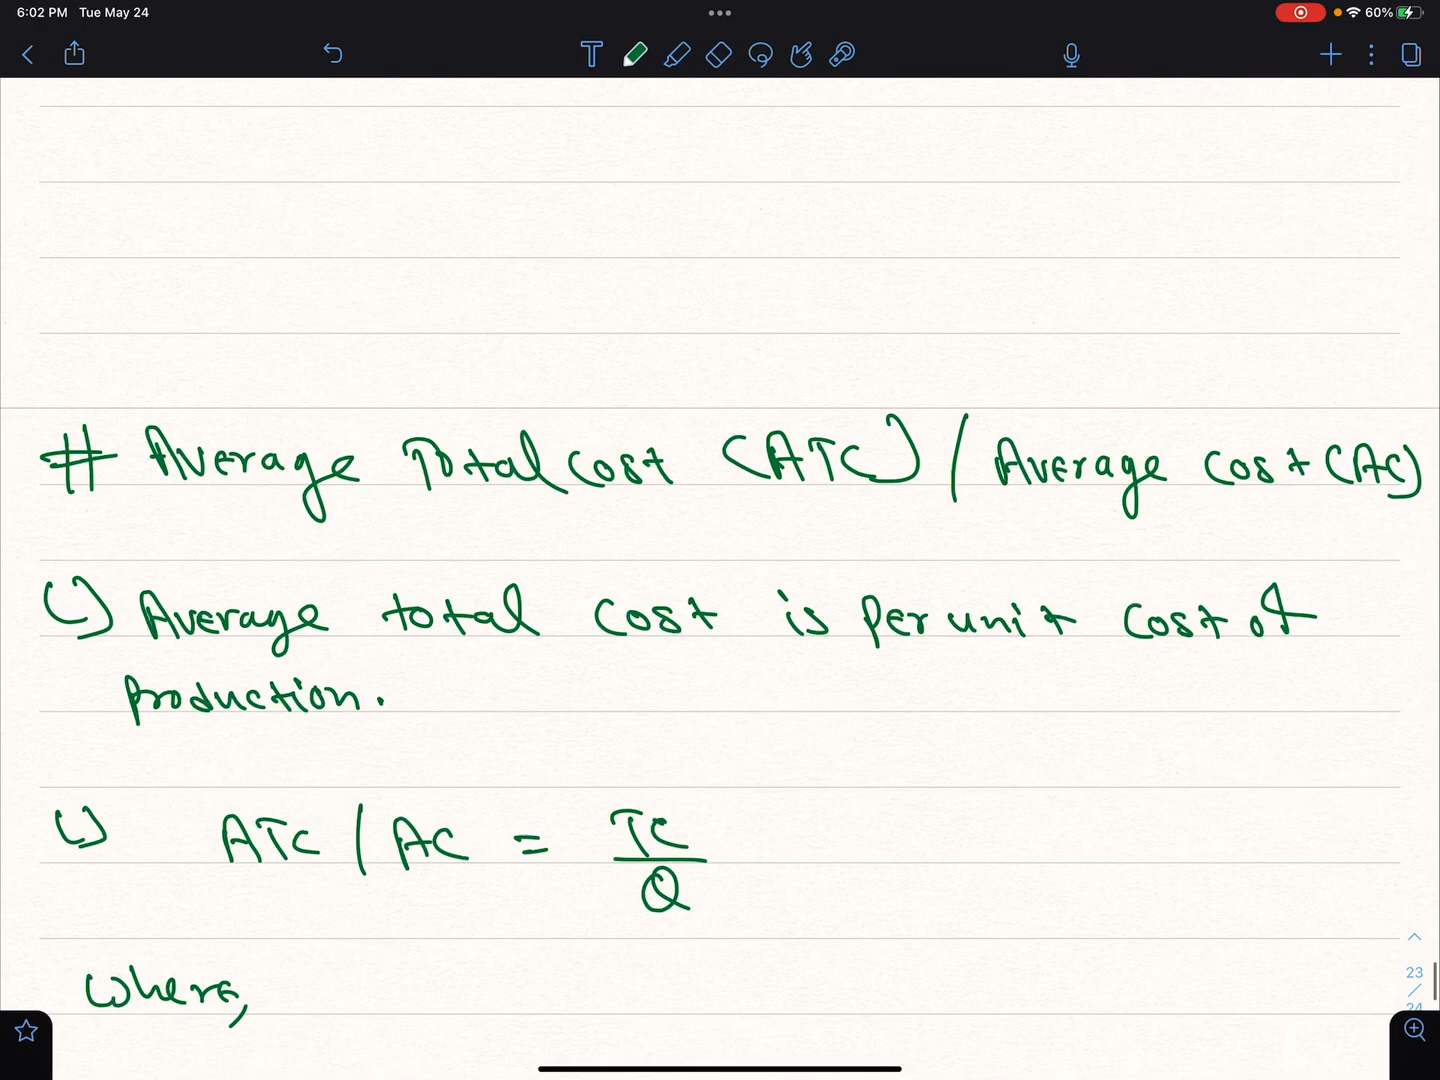 6:02 PM Tue May 24
60%
# Average Total cost (ATC) / Average cost (AC)
Average total cost is per unit cost of
production.
ATC / AC = TC
Q
where,
23
/
24